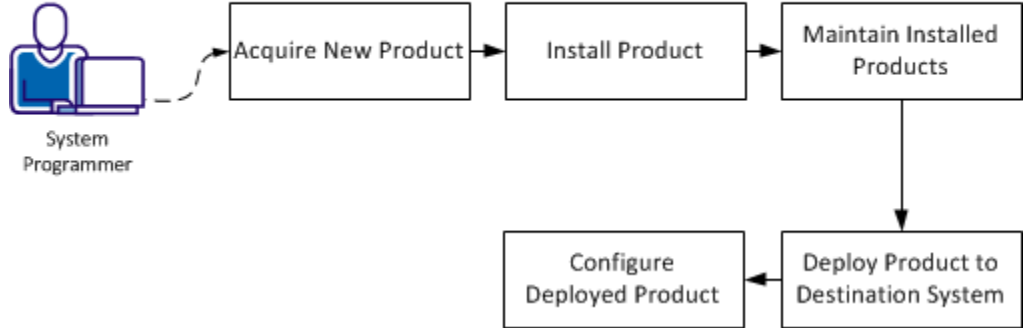 System
Programmer
Acquire New Product
Install Product
Maintain Installed
Products
Deploy Product to
Destination System
Configure
Deployed Product